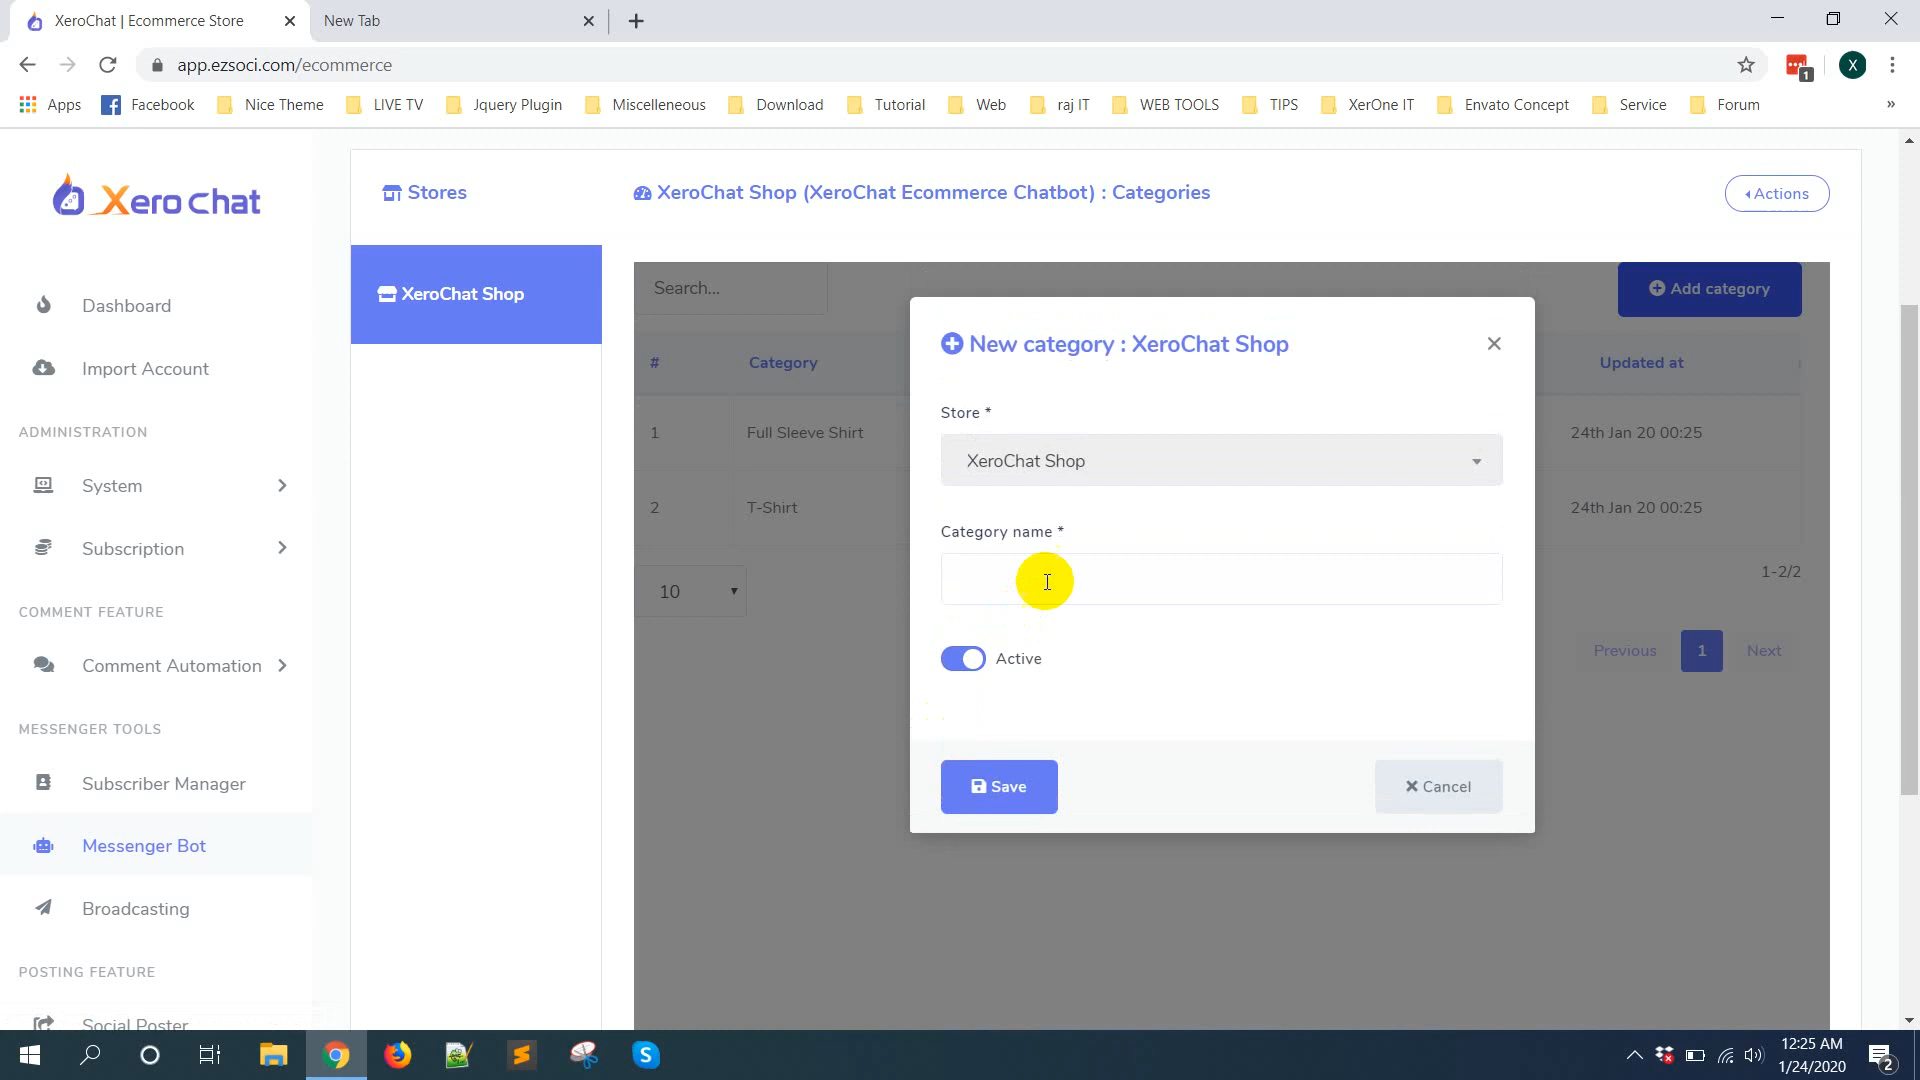 XeroChat | Ecommerce Store
New Tab
app.ezsoci.com/ecommerce
1
X
Apps
Facebook
Nice Theme
LIVE TV
Jquery Plugin
Miscelleneous
Download
Tutorial
Web
raj IT
WEB TOOLS
TIPS
XerOne IT
Envato Concept
Service
Forum
»
Xero Chat
Dashboard
Import Account
ADMINISTRATION
System
Subscription
COMMENT FEATURE
Comment Automation
MESSENGER TOOLS
Subscriber Manager
Messenger Bot
Broadcasting
POSTING FEATURE
Social Poster
Stores
XeroChat Shop (XeroChat Ecommerce Chatbot) : Categories
Actions
XeroChat Shop
Search...
Add category
# Category Updated at
1 Full Sleeve Shirt 24th Jan 20 00:25
2 T-Shirt 24th Jan 20 00:25
10
1-2/2
Previous 1 Next
New category : XeroChat Shop
Store *
XeroChat Shop
Category name *
Active
Save
Cancel
12:25 AM
1/24/2020
2